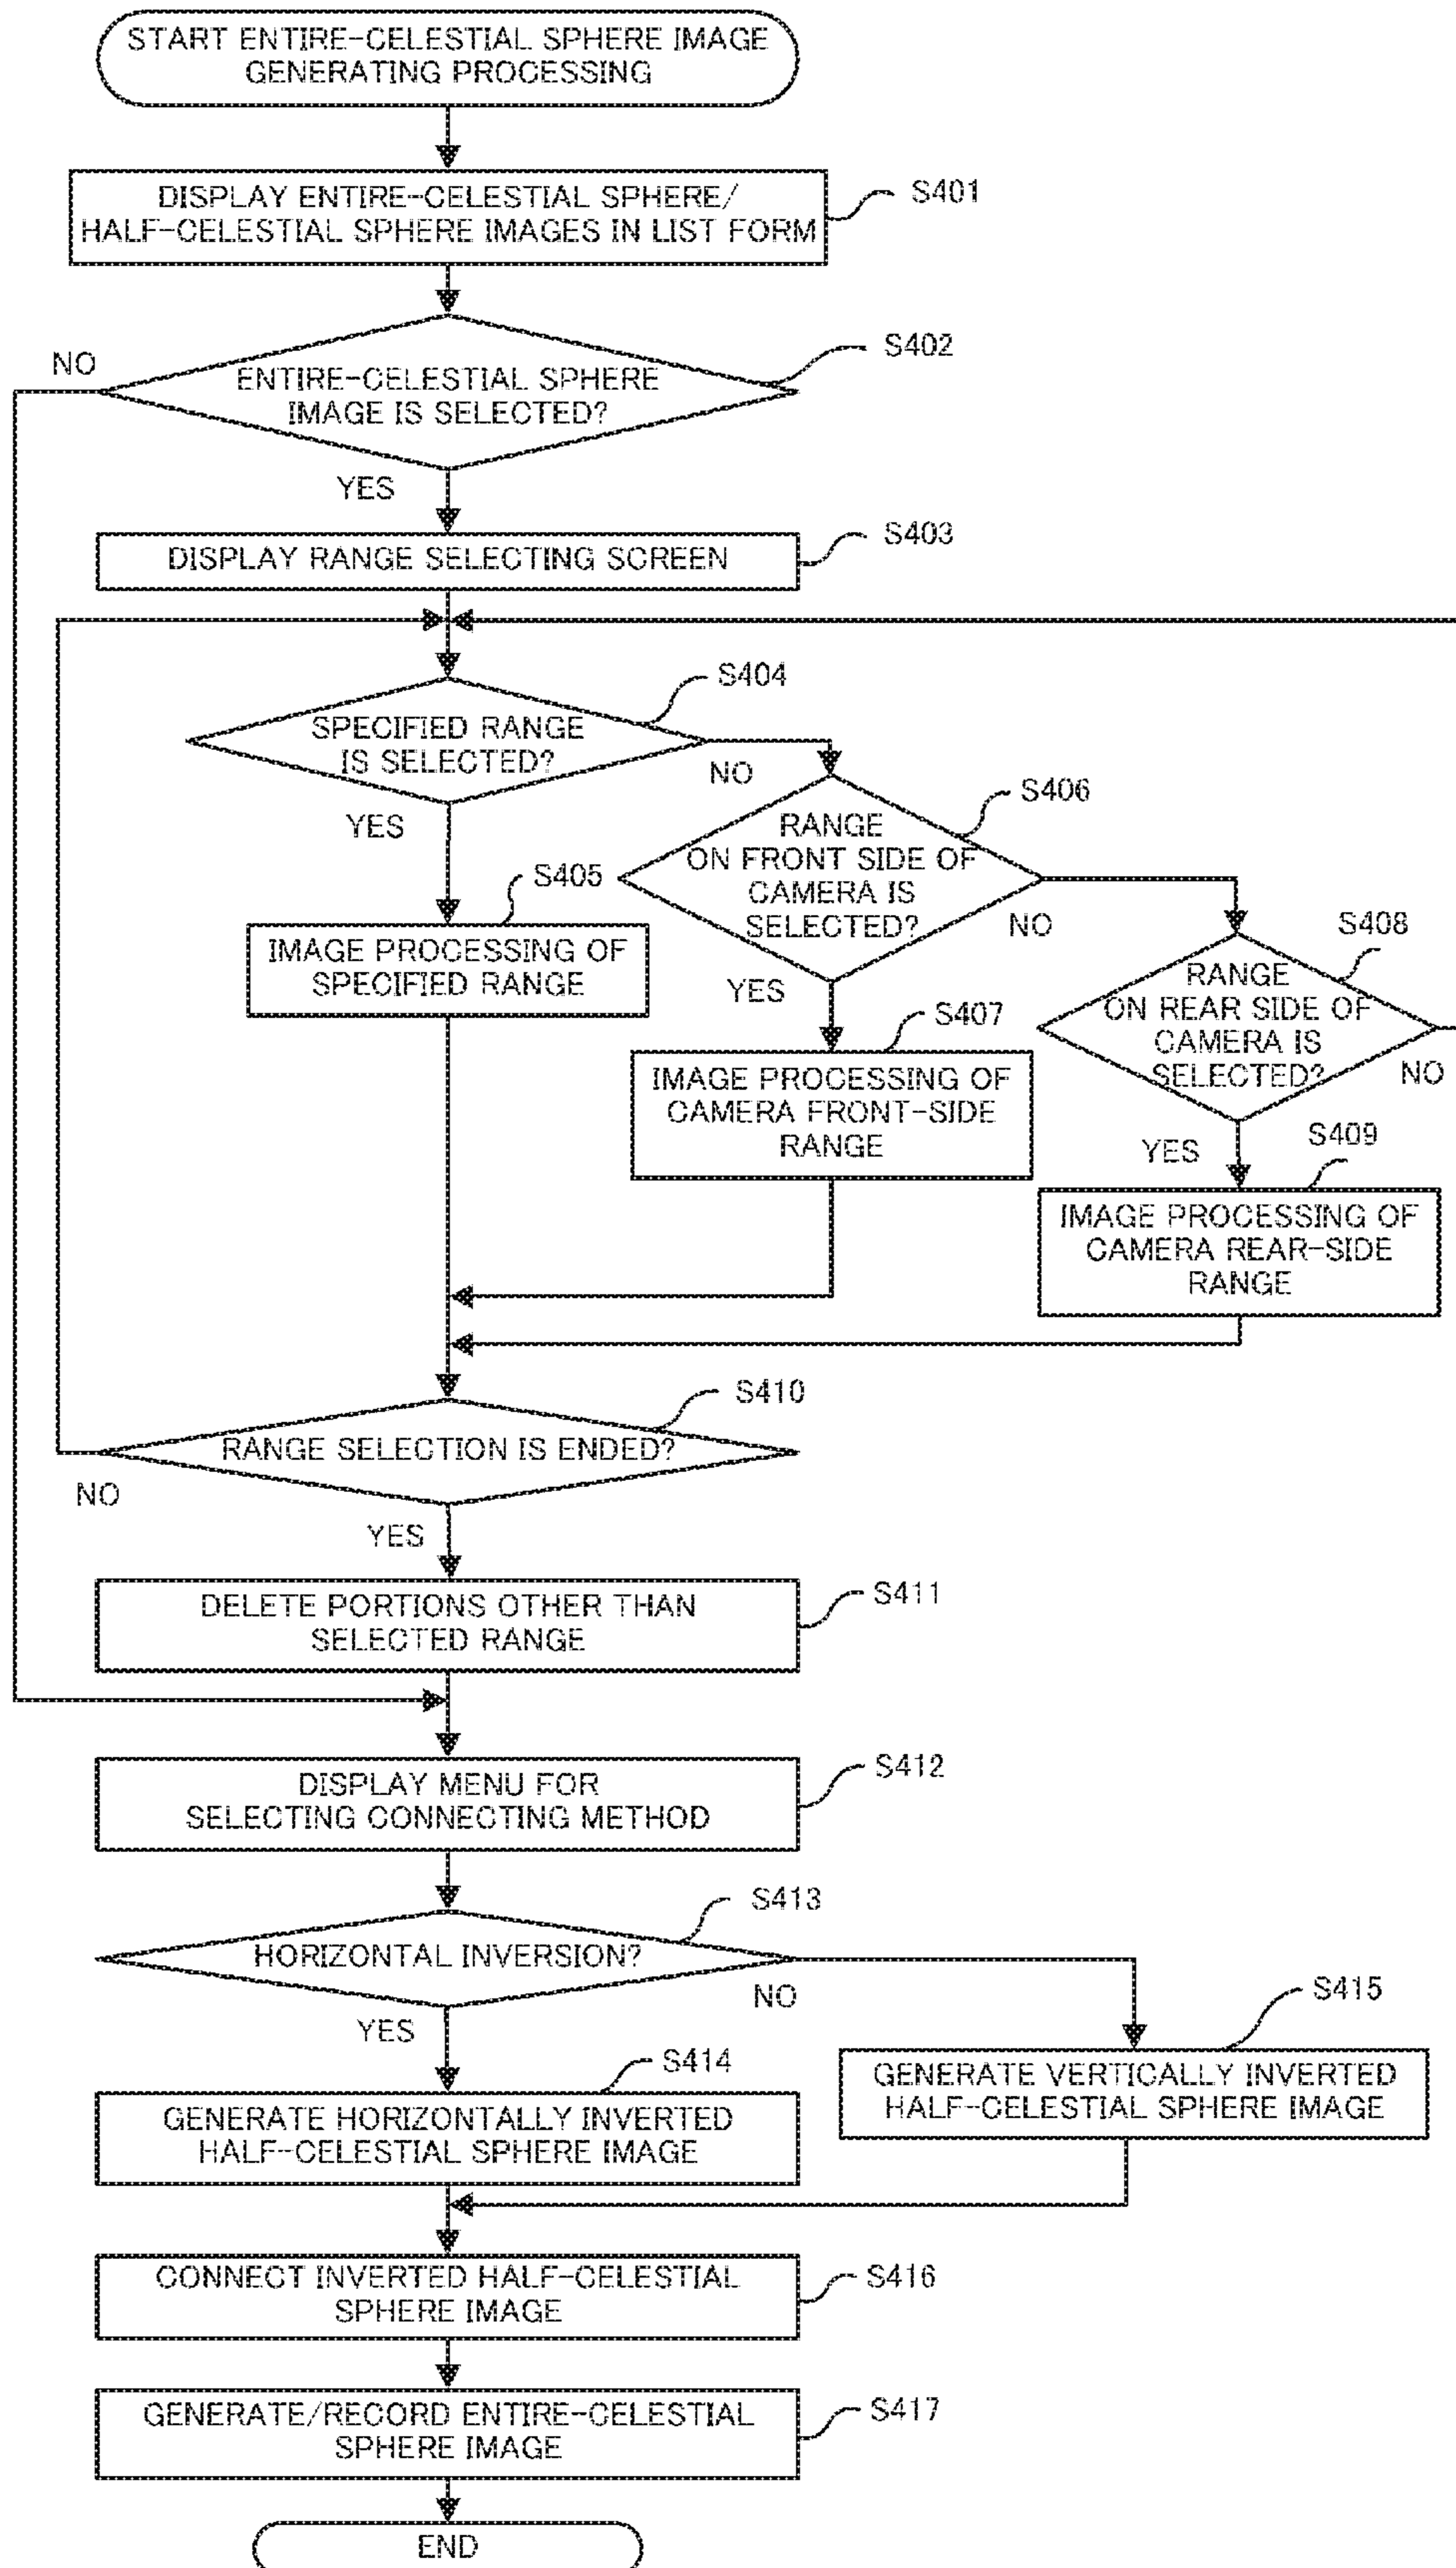 START ENTIRE-CELESTIAL SPHERE IMAGE
GENERATING PROCESSING
DISPLAY ENTIRE-CELESTIAL SPHERE/
HALF-CELESTIAL SPHERE IMAGES IN LIST FORM
S401
ENTIRE-CELESTIAL SPHERE
IMAGE IS SELECTED?
S402
NO
YES
DISPLAY RANGE SELECTING SCREEN
S403
SPECIFIED RANGE
IS SELECTED?
S404
NO
YES
IMAGE PROCESSING OF
SPECIFIED RANGE
S405
RANGE
ON FRONT SIDE OF
CAMERA IS
SELECTED?
S406
NO
YES
IMAGE PROCESSING OF
CAMERA FRONT-SIDE
RANGE
S407
RANGE
ON REAR SIDE OF
CAMERA IS
SELECTED?
S408
NO
YES
IMAGE PROCESSING OF
CAMERA REAR-SIDE
RANGE
S409
RANGE SELECTION IS ENDED?
S410
NO
YES
DELETE PORTIONS OTHER THAN
SELECTED RANGE
S411
DISPLAY MENU FOR
SELECTING CONNECTING METHOD
S412
HORIZONTAL INVERSION?
S413
NO
YES
GENERATE HORIZONTALLY INVERTED
HALF-CELESTIAL SPHERE IMAGE
S414
GENERATE VERTICALLY INVERTED
HALF-CELESTIAL SPHERE IMAGE
S415
CONNECT INVERTED HALF-CELESTIAL
SPHERE IMAGE
S416
GENERATE/RECORD ENTIRE-CELESTIAL
SPHERE IMAGE
S417
END